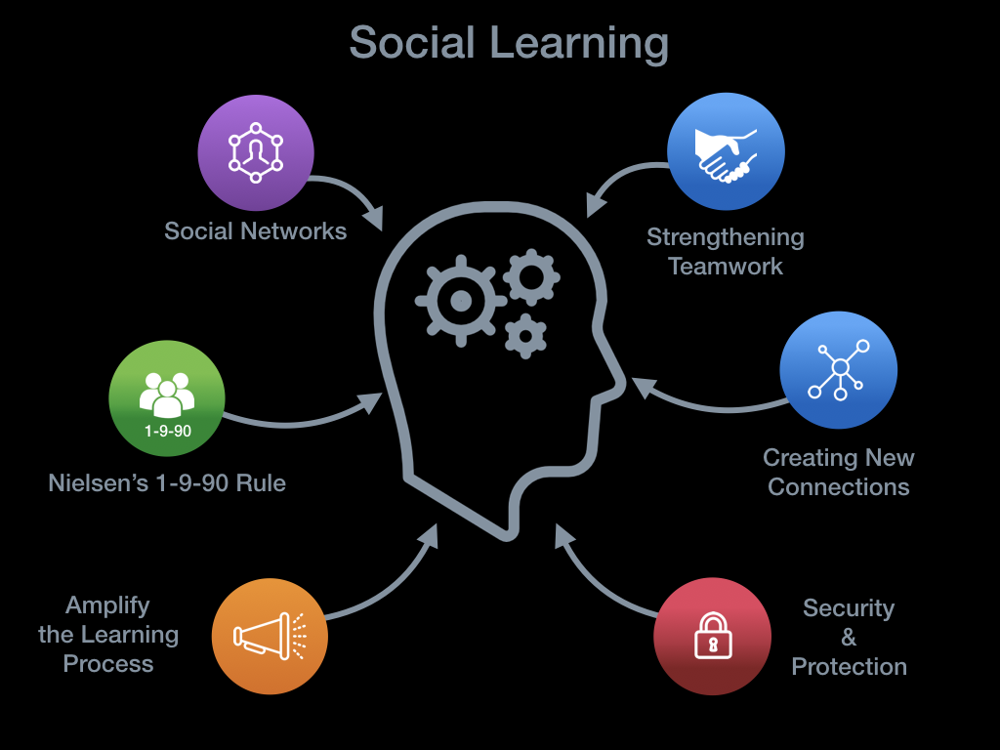 Social Learning
Social Networks
Strengthening
Teamwork
1-9-90
Nielsen’s 1-9-90 Rule
Creating New
Connections
Amplify
the Learning
Process
Security
&
Protection